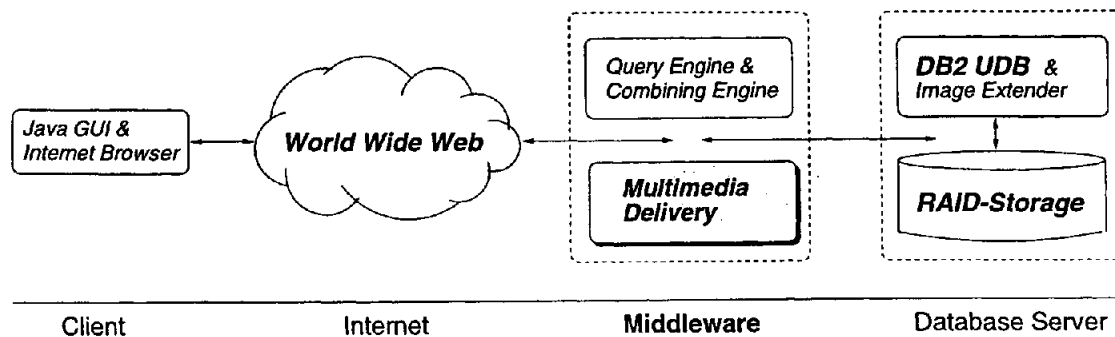 Java GUI &
Internet Browser
World Wide Web
Query Engine &
Combining Engine
Multimedia
Delivery
DB2 UDB &
Image Extender
RAID-Storage
Client
Internet
Middleware
Database Server